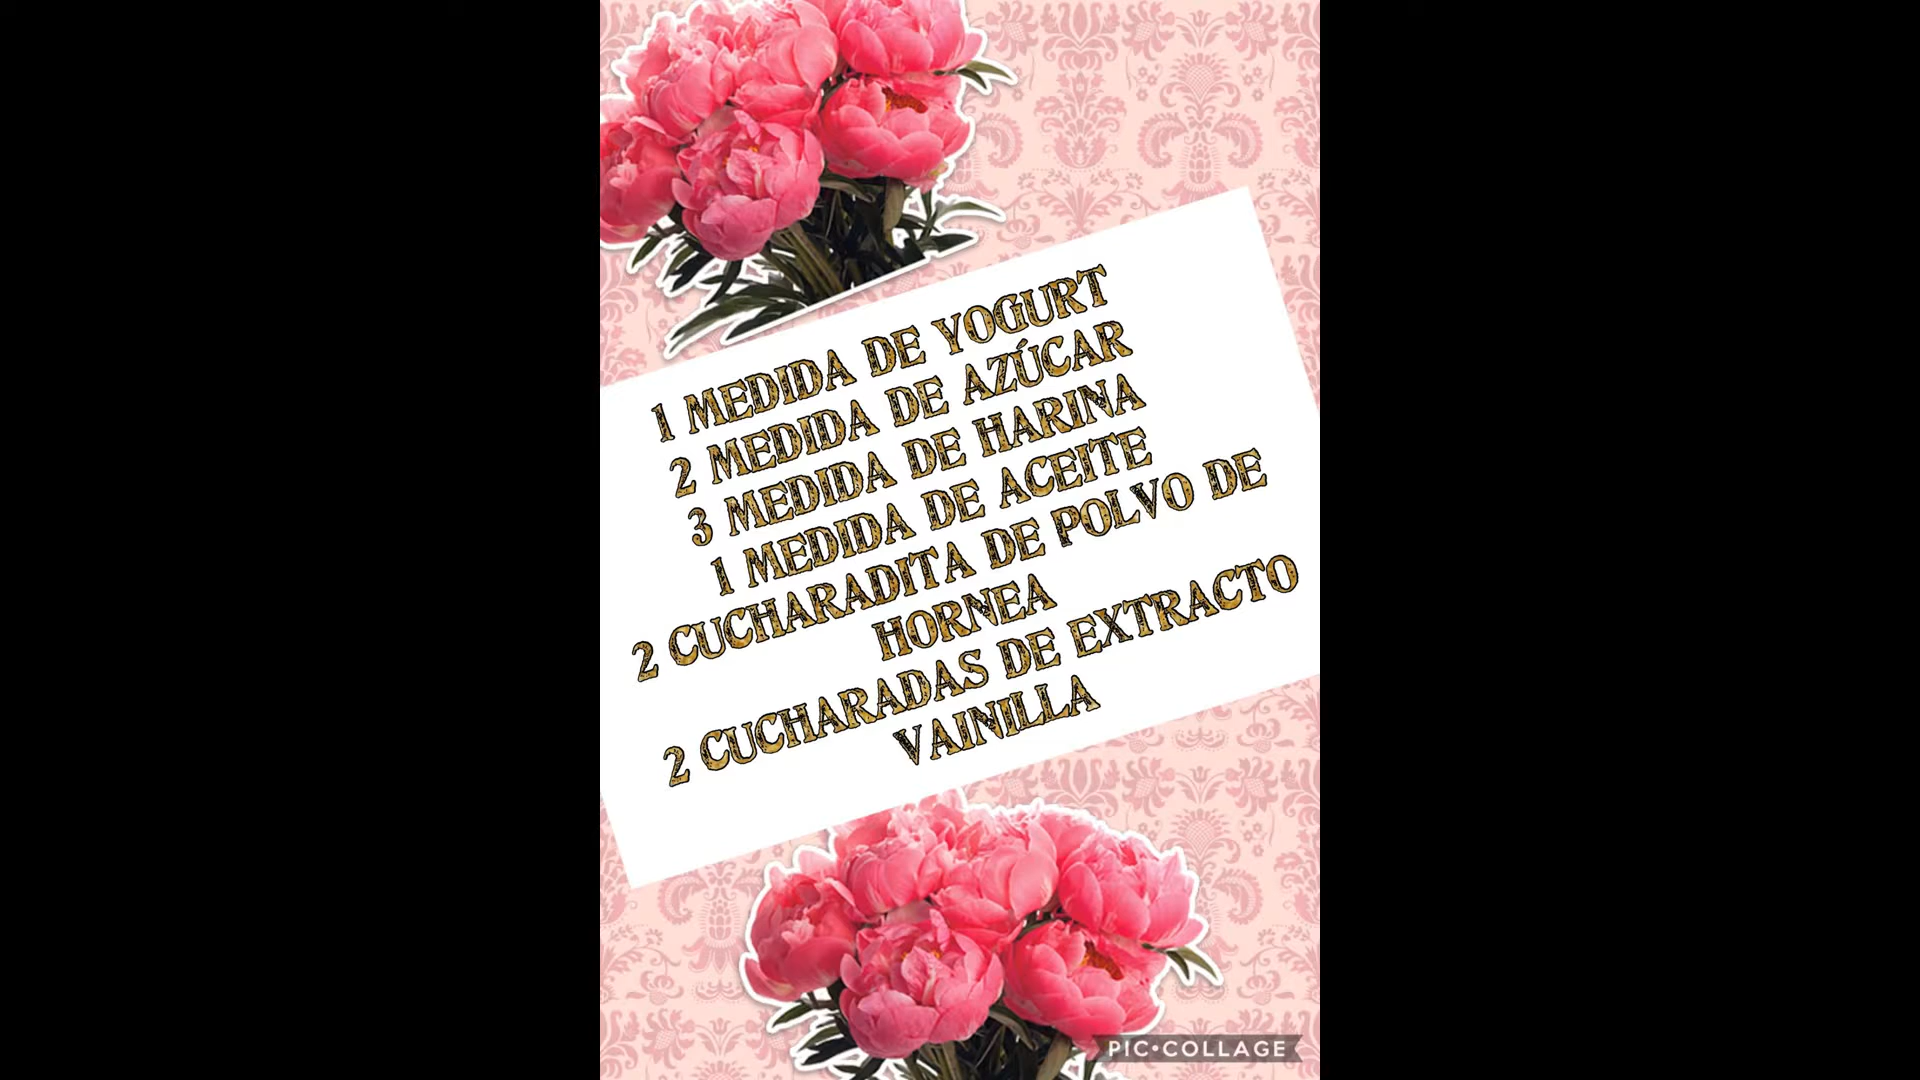 1 MEDIDA DE YOGURT
2 MEDIDA DE AZÚCAR
3 MEDIDA DE HARINA
1 MEDIDA DE ACEITE
2 CUCHARADITA DE POLVO DE
HORNEA
2 CUCHARADAS DE EXTRACTO
VAINILLA
PIC•COLLAGE